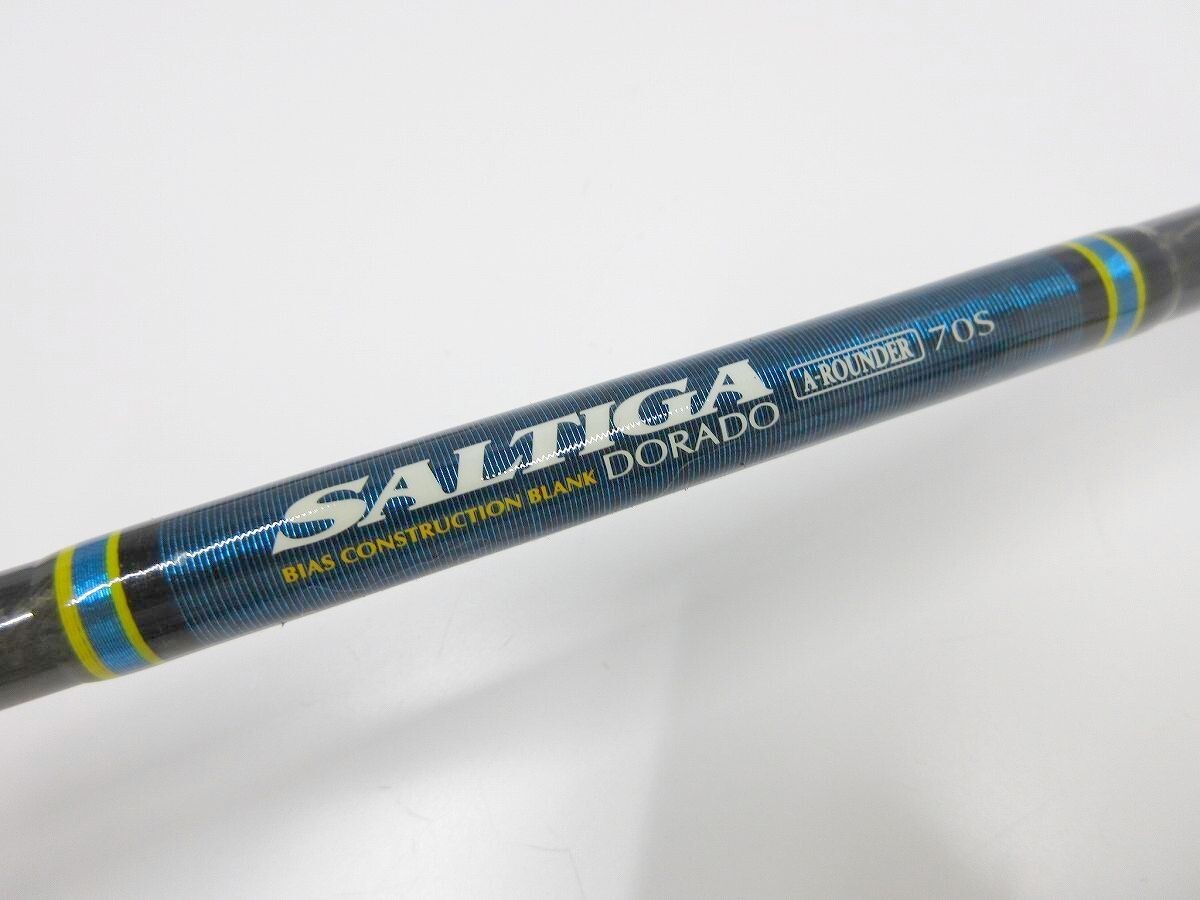 SALTIGA
BIAS CONSTRUCTION BLANK DORADO A-ROUNDER 70S